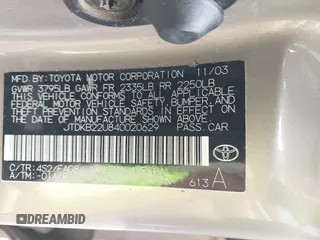 MFD. BY TOYOTA MOTOR CORPORATION 11/03
GVWR 3795LB GAWR FR 2335LB RR 2250LB
THIS VEHICLE CONFORMS TO ALL APPLICABLE
FEDERAL MOTOR VEHICLE SAFETY, BUMPER, AND
THEFT PREVENTION STANDARDS IN EFFECT ON
THE DATE OF MANUFACTURE SHOWN ABOVE.
JTDKB22U840020629 PASS.CAR
C/TR: 4S2/FA08
A/TM:
613 A
TOYOTA
DREAMBID